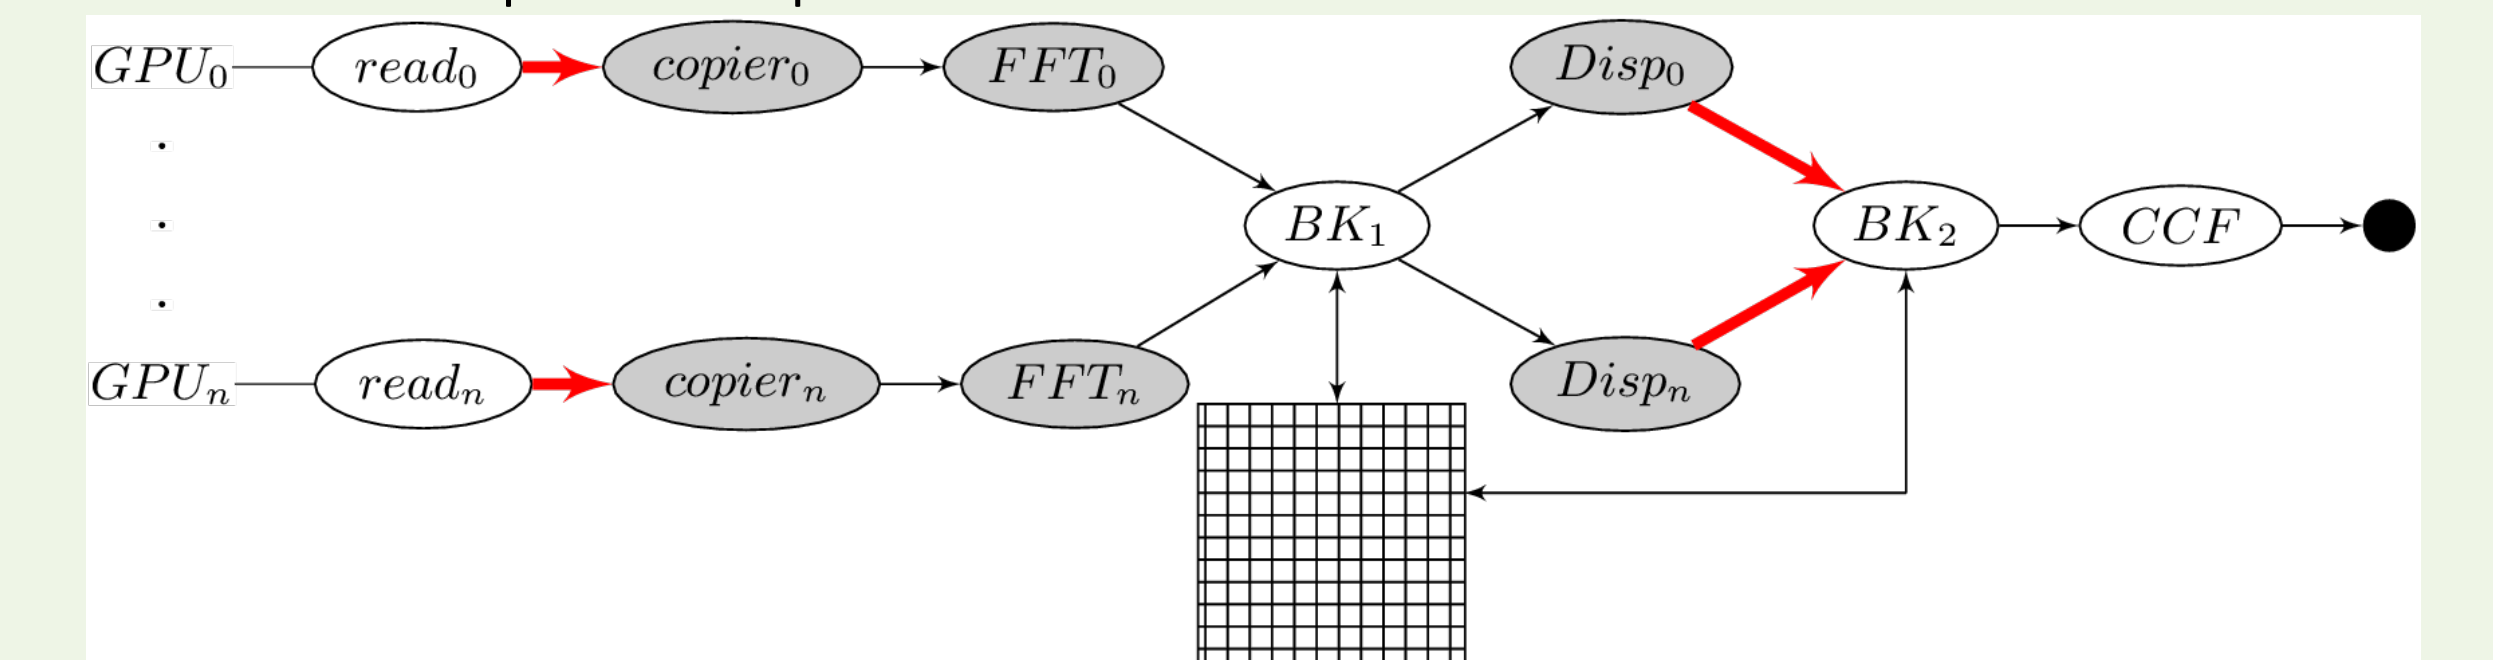 GPU₀ read₀ copier₀ FFT₀ Disp₀
BK₁ BK₂ CCF
GPUₙ readₙ copierₙ FFTₙ Dispₙ